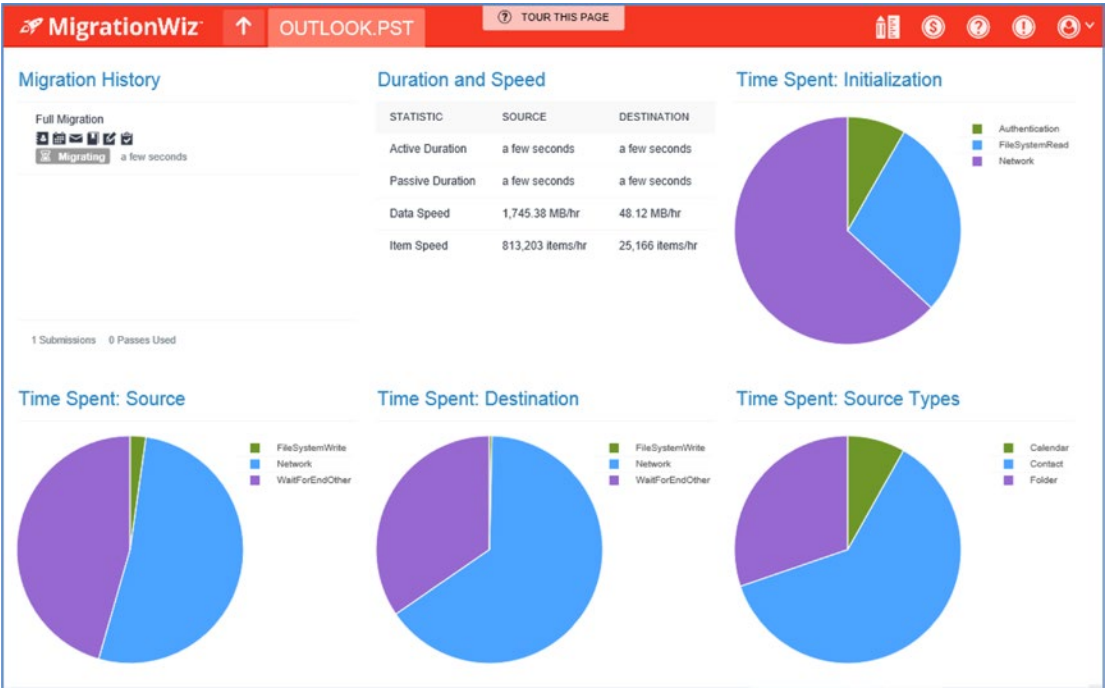 MigrationWiz
OUTLOOK.PST
TOUR THIS PAGE
Migration History
Full Migration
Migrating a few seconds
1 Submissions 0 Passes Used
Duration and Speed
STATISTIC SOURCE DESTINATION
Active Duration a few seconds a few seconds
Passive Duration a few seconds a few seconds
Data Speed 1,745.38 MB/hr 48.12 MB/hr
Item Speed 813,203 items/hr 25,166 items/hr
Time Spent: Initialization
Authentication
FileSystemRead
Network
Time Spent: Source
FileSystemWrite
Network
WaitForEndOther
Time Spent: Destination
FileSystemWrite
Network
WaitForEndOther
Time Spent: Source Types
Calendar
Contact
Folder